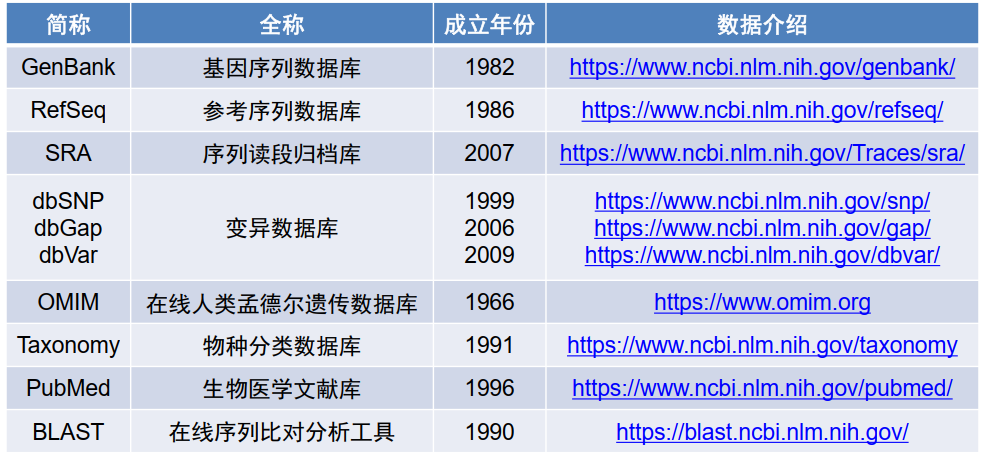 简称 全称 成立年份 数据介绍
GenBank 基因序列数据库 1982 https://www.ncbi.nlm.nih.gov/genbank/
RefSeq 参考序列数据库 1986 https://www.ncbi.nlm.nih.gov/refseq/
SRA 序列读段归档库 2007 https://www.ncbi.nlm.nih.gov/Traces/sra/
dbSNP 1999 https://www.ncbi.nlm.nih.gov/snp/
dbGap 变异数据库 2006 https://www.ncbi.nlm.nih.gov/gap/
dbVar 2009 https://www.ncbi.nlm.nih.gov/dbvar/
OMIM 在线人类孟德尔遗传数据库 1966 https://www.omim.org
Taxonomy 物种分类数据库 1991 https://www.ncbi.nlm.nih.gov/taxonomy
PubMed 生物医学文献库 1996 https://www.ncbi.nlm.nih.gov/pubmed/
BLAST 在线序列比对分析工具 1990 https://blast.ncbi.nlm.nih.gov/